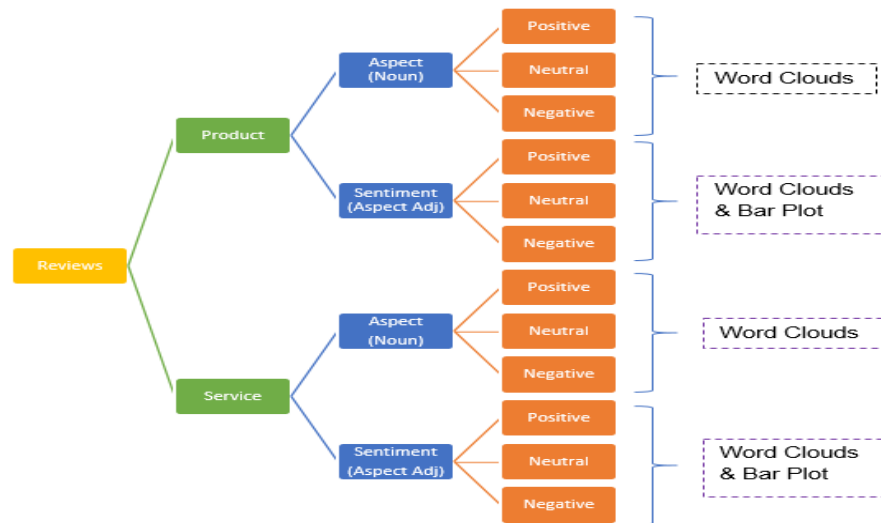 Reviews
Product
Aspect
(Noun)
Positive
Neutral
Negative
Word Clouds
Sentiment
(Aspect Adj)
Positive
Neutral
Negative
Word Clouds
& Bar Plot
Service
Aspect
(Noun)
Positive
Neutral
Negative
Word Clouds
Sentiment
(Aspect Adj)
Positive
Neutral
Negative
Word Clouds
& Bar Plot